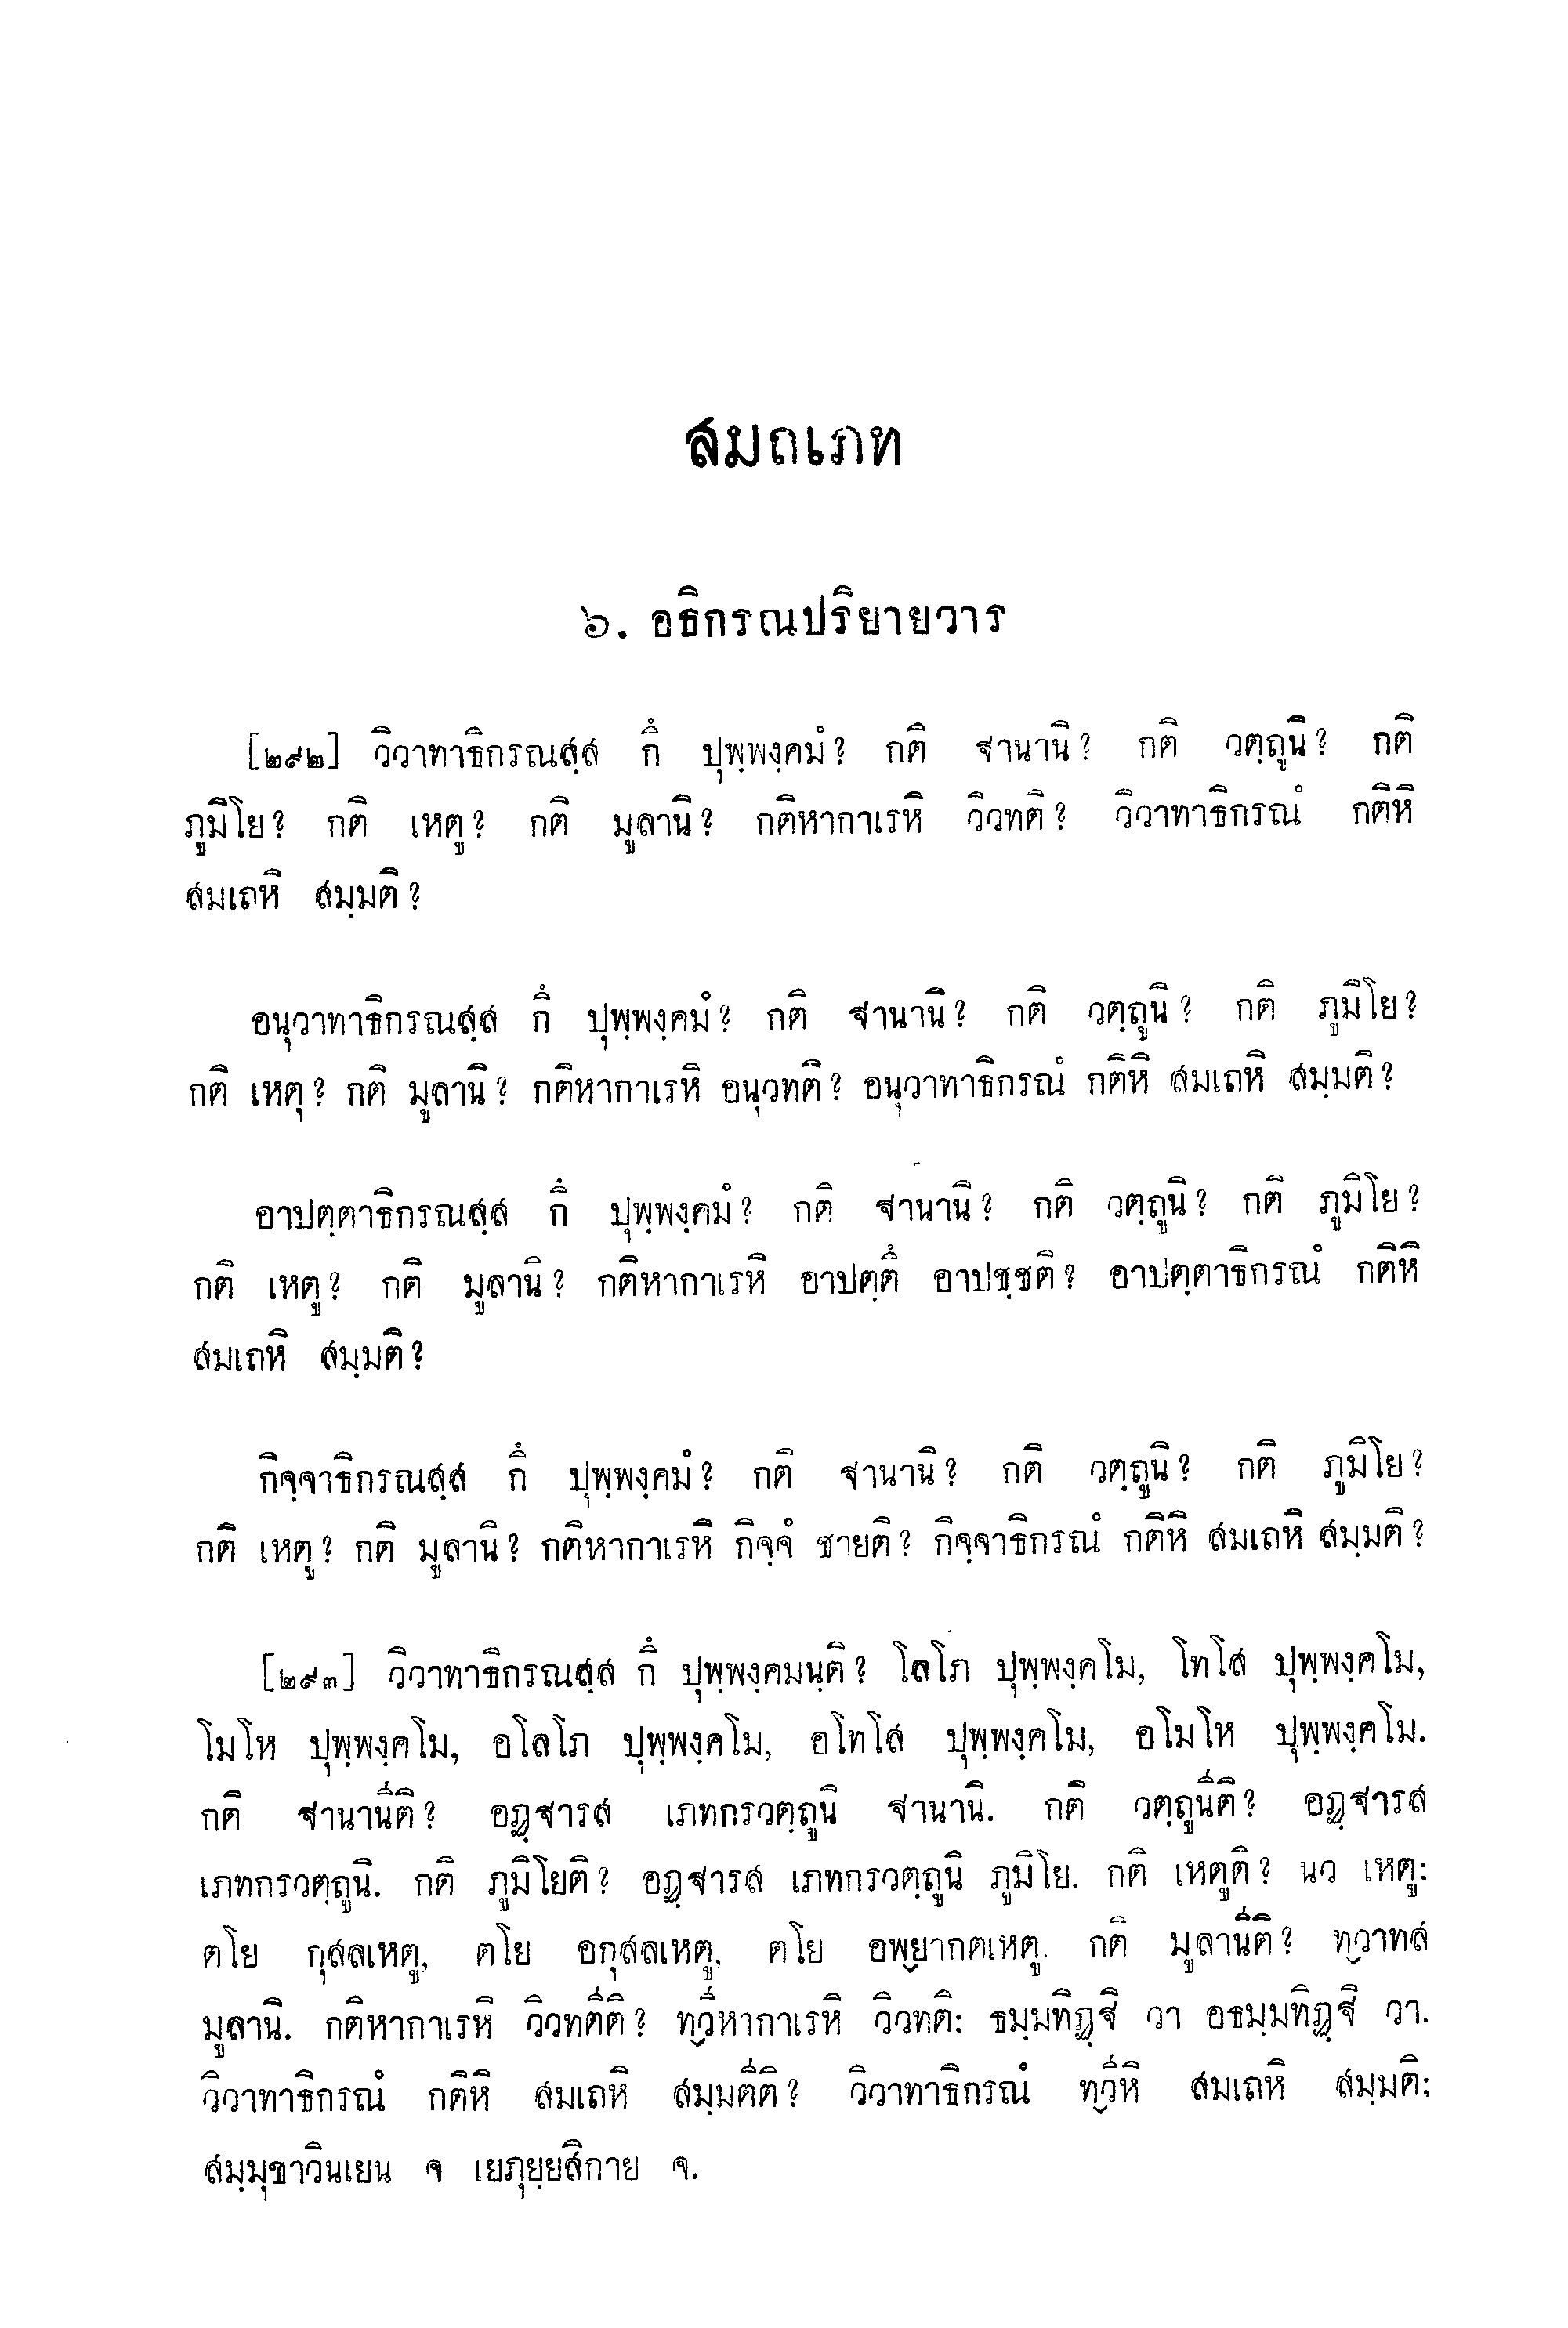 สมถเภท
๖. อธิกรณปริยายวาร
[๒๙๒] วิวาทาธิกรณสฺส กึ ปุพฺพงฺคมํ? กติ ฐานานิ? กติ วตฺถูนิ? กติ
ภูมิโย? กติ เหตู? กติ มูลานิ? กติหากาเรหิ วิวทติ? วิวาทาธิกรณํ กติหิ
สมเถหิ สมฺมติ?
อนุวาทาธิกรณสฺส กึ ปุพฺพงฺคมํ? กติ ฐานานิ? กติ วตฺถูนิ? กติ ภูมิโย?
กติ เหตุ? กติ มูลานิ? กติหากาเรหิ อนุวทติ? อนุวาทาธิกรณํ กติหิ สมเถหิ สมฺมติ?
อาปตฺตาธิกรณสฺส กึ ปุพฺพงฺคมํ? กติ ฐานานิ? กติ วตฺถูนิ? กติ ภูมิโย?
กติ เหตู? กติ มูลานิ? กติหากาเรหิ อาปตฺตึ อาปชฺชติ? อาปตฺตาธิกรณํ กติหิ
สมเถหิ สมฺมติ?
กิจฺจาธิกรณสฺส กึ ปุพฺพงฺคมํ? กติ ฐานานิ? กติ วตฺถูนิ? กติ ภูมิโย?
กติ เหตู? กติ มูลานิ? กติหากาเรหิ กิจฺจํ ชายติ? กิจฺจาธิกรณํ กติหิ สมเถหิ สมฺมติ?
[๒๙๓] วิวาทาธิกรณสฺส กึ ปุพฺพงฺคมนฺติ? โลโภ ปุพฺพงฺคโม, โทโส ปุพฺพงฺคโม,
โมโห ปุพฺพงฺคโม, อโลโภ ปุพฺพงฺคโม, อโทโส ปุพฺพงฺคโม, อโมโห ปุพฺพงฺคโม.
กติ ฐานานีติ? อฏฺฐารส เภทกรวตฺถูนิ ฐานานิ. กติ วตฺถูนีติ? อฏฺฐารส
เภทกรวตฺถูนิ. กติ ภูมิโยติ? อฏฺฐารส เภทกรวตฺถูนิ ภูมิโย. กติ เหตูติ? นว เหตู:
ตโย กุสลเหตู, ตโย อกุสลเหตู, ตโย อพฺยากตเหตู. กติ มูลานีติ? ทฺวาทส
มูลานิ. กติหากาเรหิ วิวทตีติ? ทฺวีหากาเรหิ วิวทติ: ธมฺมทิฏฺฐิ วา อธมฺมทิฏฺฐิ วา.
วิวาทาธิกรณํ กติหิ สมเถหิ สมฺมตีติ? วิวาทาธิกรณํ ทฺวีหิ สมเถหิ สมฺมติ:
สมฺมุขาวินเยน จ เยภุยฺยสิกาย จ.